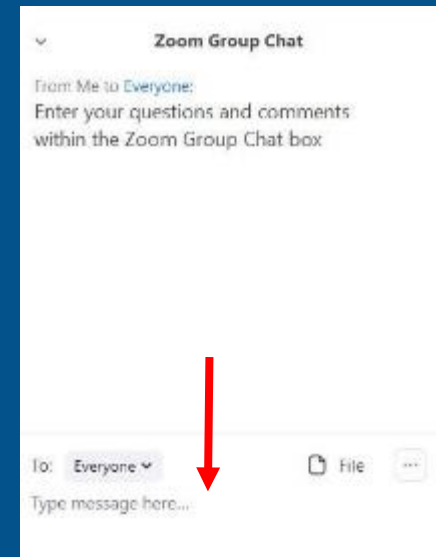 Zoom Group Chat
From Me to Everyone:
Enter your questions and comments
within the Zoom Group Chat box
To: Everyone File ...
Type message here...